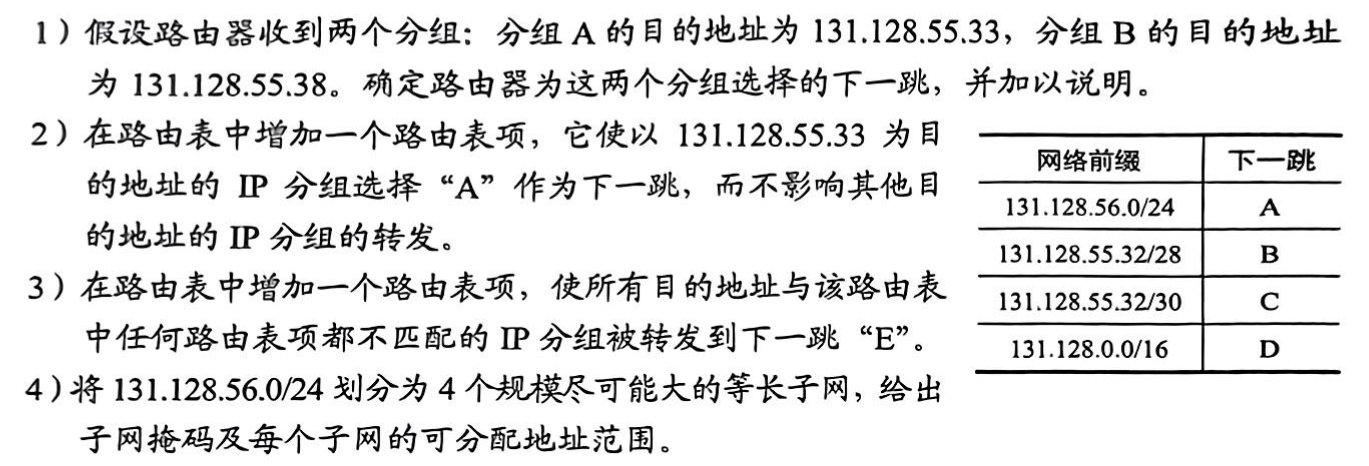 1）假设路由器收到两个分组：分组 A 的目的地址为 131.128.55.33，分组 B 的目的地址
为 131.128.55.38。确定路由器为这两个分组选择的下一跳，并加以说明。
2）在路由表中增加一个路由表项，它使以 131.128.55.33 为目
的地址的 IP 分组选择“A”作为下一跳，而不影响其他目
的地址的 IP 分组的转发。
3）在路由表中增加一个路由表项，使所有目的地址与该路由表
中任何路由表项都不匹配的 IP 分组被转发到下一跳“E”。
4）将 131.128.56.0/24 划分为 4 个规模尽可能大的等长子网，给出
子网掩码及每个子网的可分配地址范围。
网络前缀 下一跳
131.128.56.0/24 A
131.128.55.32/28 B
131.128.55.32/30 C
131.128.0.0/16 D